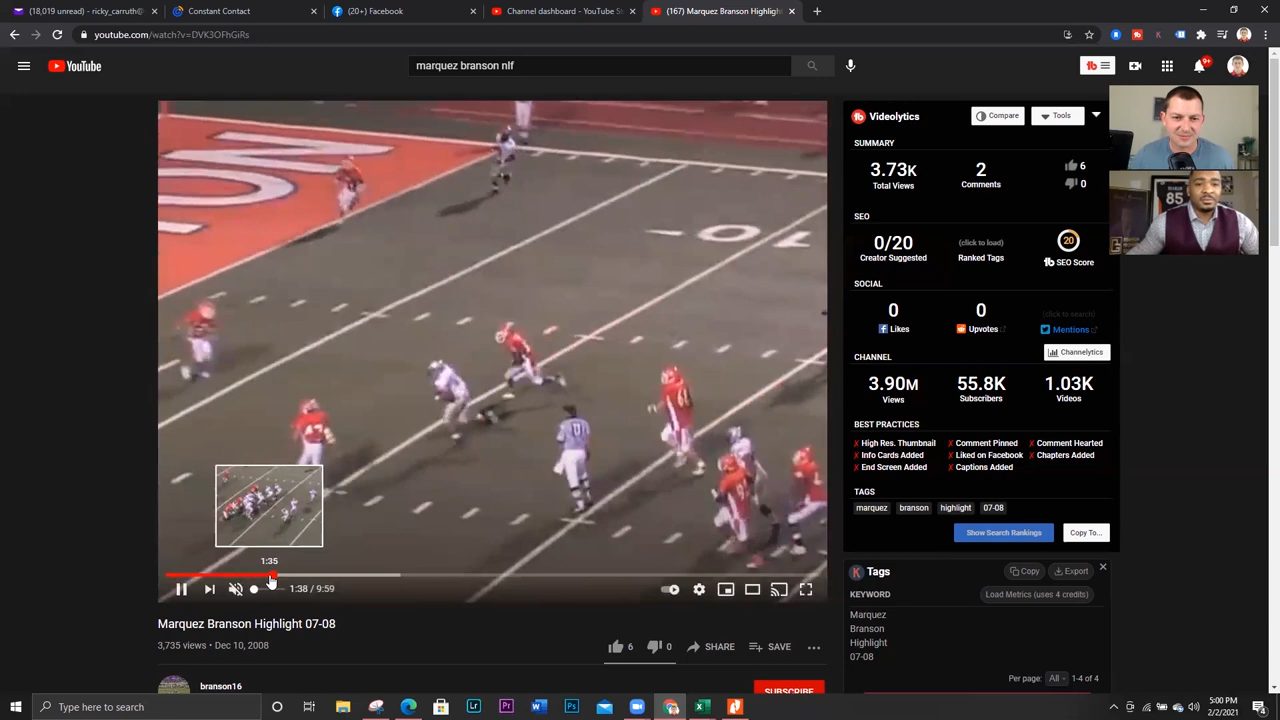 (18,019 unread) - ricky_carruth@
Constant Contact
(20+) Facebook
Channel dashboard - YouTube St
(167) Marquez Branson Highlight
youtube.com/watch?v=DVK3OFhGiRs
YouTube
marquez branson nlf
9+
Videolytics
Compare
Tools
SUMMARY
3.73K
2
6
0
Total Views
Comments
SEO
0/20
(click to load)
20
Creator Suggested
Ranked Tags
SEO Score
SOCIAL
0
0
(click to search)
Likes
Upvotes
Mentions
CHANNEL
Channelytics
3.90M
55.8K
1.03K
Views
Subscribers
Videos
BEST PRACTICES
X High Res. Thumbnail
X Comment Pinned
X Comment Hearted
X Info Cards Added
X Liked on Facebook
X Chapters Added
X End Screen Added
X Captions Added
TAGS
marquez
branson
highlight
07-08
Show Search Rankings
Copy To...
Tags
Copy
Export
KEYWORD
Load Metrics (uses 4 credits)
Marquez
Branson
Highlight
07-08
Per page: All
1-4 of 4
85
10
1:35
1:38 / 9:59
Marquez Branson Highlight 07-08
3,735 views • Dec 10, 2008
6
0
SHARE
SAVE
branson16
SUBSCRIBE
Type here to search
5:00 PM
2/2/2021